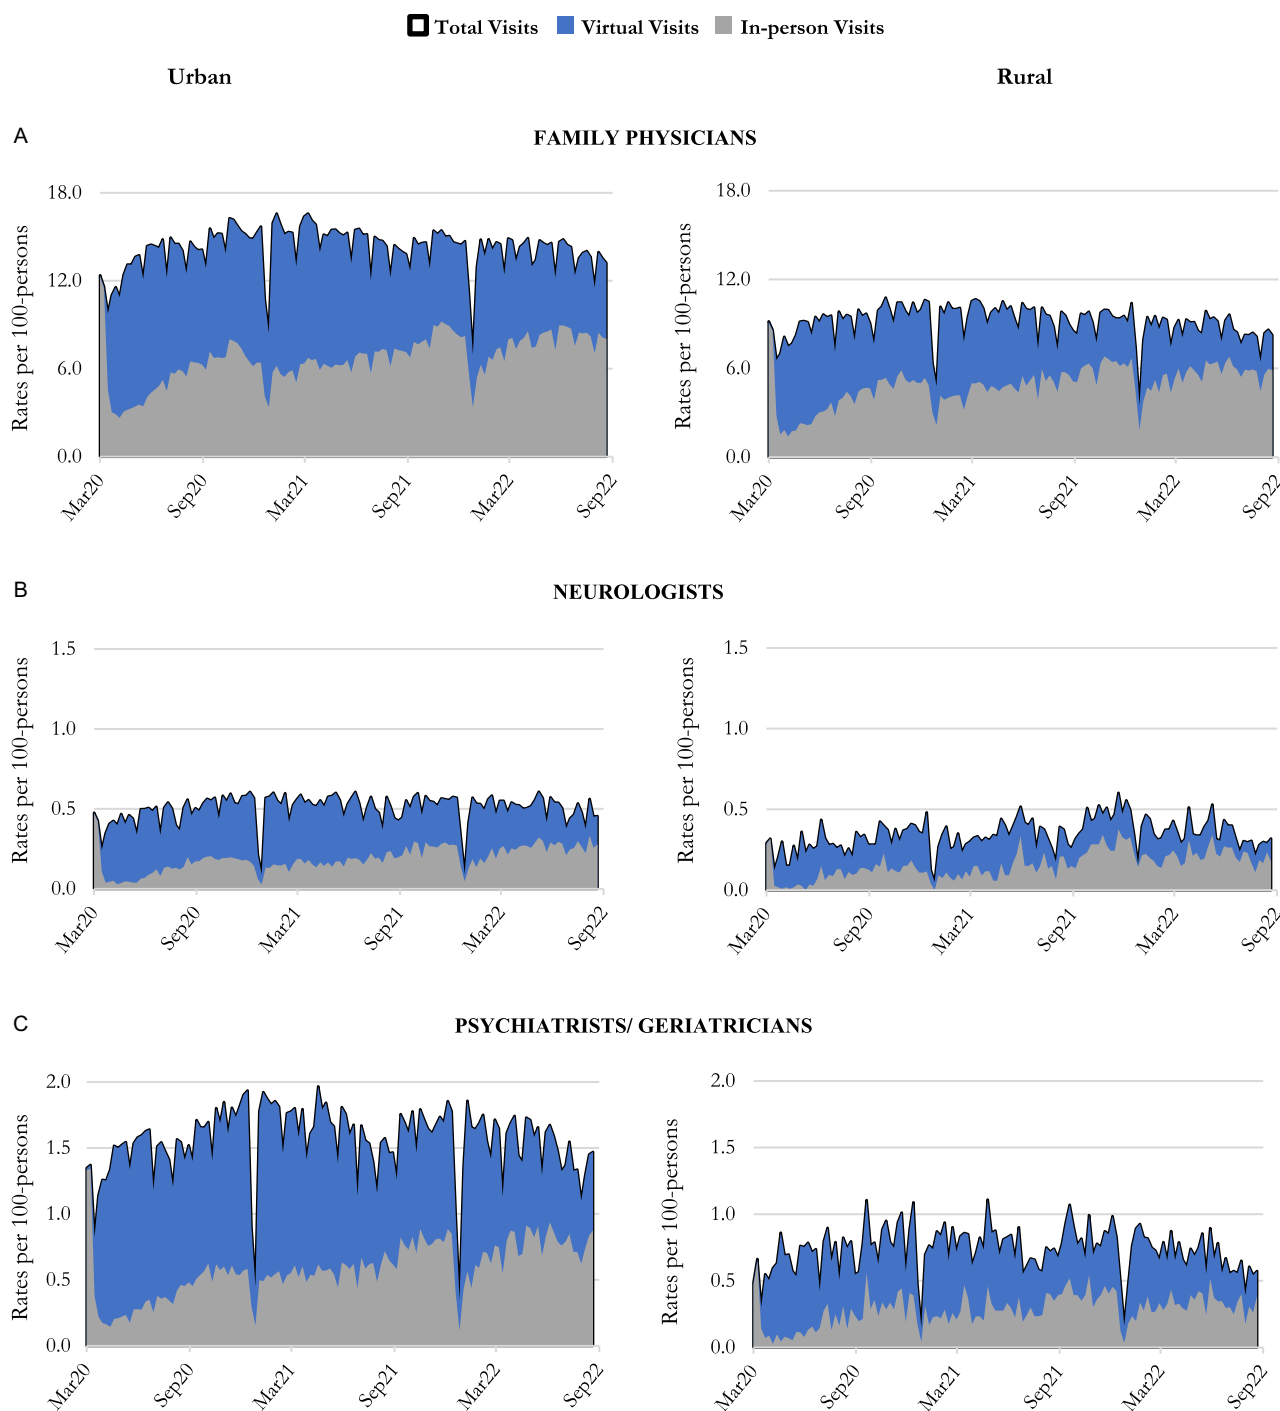 Total Visits Virtual Visits In-person Visits
Urban Rural
A
FAMILY PHYSICIANS
Rates per 100-persons
18.0
12.0
6.0
0.0
Mar20 Sep20 Mar21 Sep21 Mar22 Sep22
Rates per 100-persons
18.0
12.0
6.0
0.0
Mar20 Sep20 Mar21 Sep21 Mar22 Sep22
B
NEUROLOGISTS
Rates per 100-persons
1.5
1.0
0.5
0.0
Mar20 Sep20 Mar21 Sep21 Mar22 Sep22
Rates per 100-persons
1.5
1.0
0.5
0.0
Mar20 Sep20 Mar21 Sep21 Mar22 Sep22
C
PSYCHIATRISTS/ GERIATRICIANS
Rates per 100-persons
2.0
1.5
1.0
0.5
0.0
Mar20 Sep20 Mar21 Sep21 Mar22 Sep22
Rates per 100-persons
2.0
1.5
1.0
0.5
0.0
Mar20 Sep20 Mar21 Sep21 Mar22 Sep22